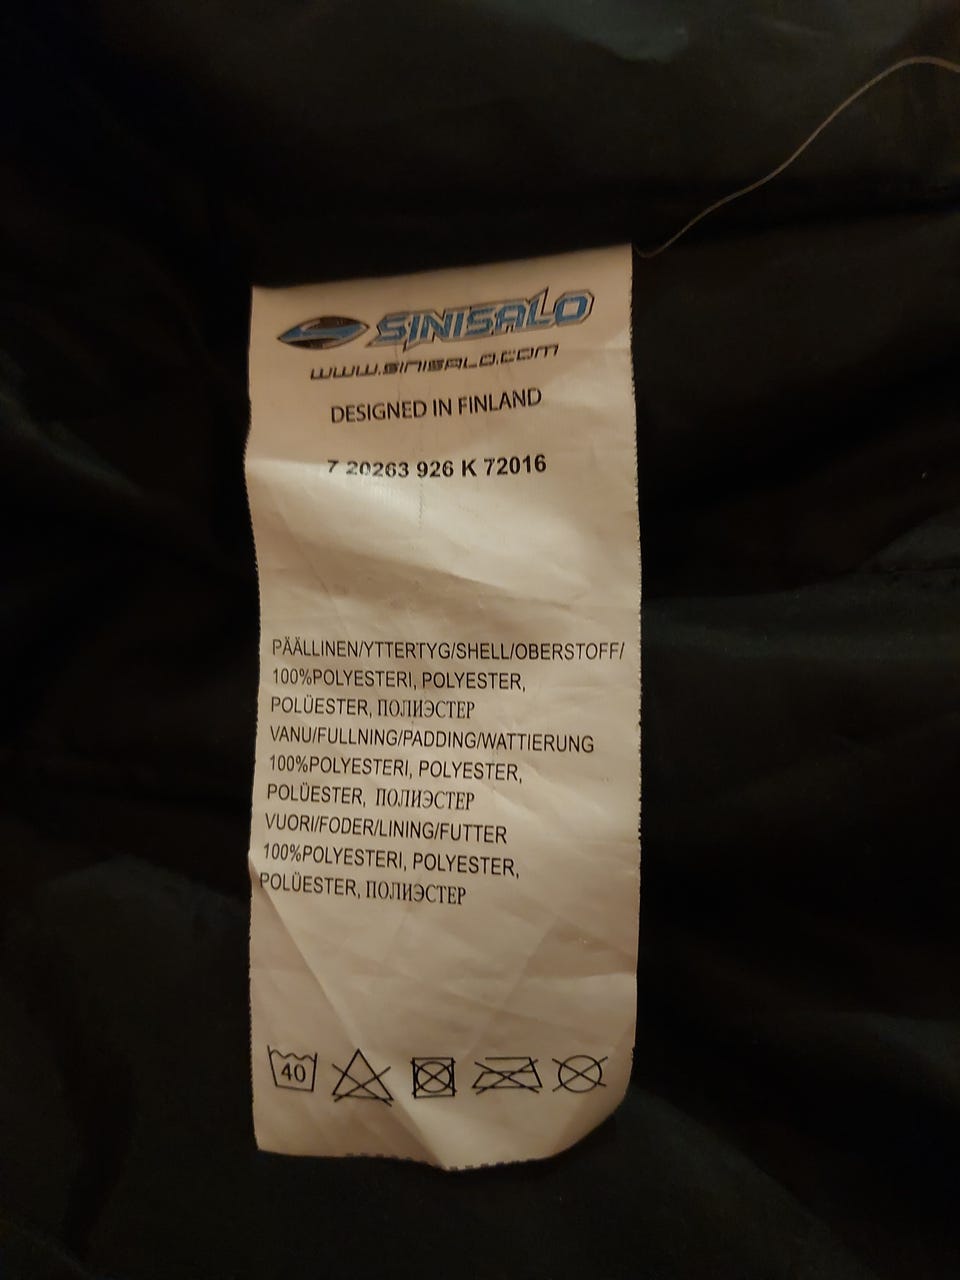 SINISALO
WWW.SINISALO.COM
DESIGNED IN FINLAND
7 20263 926 K 72016
PÄÄLLINEN/YTTERTYG/SHELL/OBERSTOFF/
100%POLYESTERI, POLYESTER,
POLÜESTER, ПОЛИЭСТЕР
VANU/FULLNING/PADDING/WATTIERUNG
100%POLYESTERI, POLYESTER,
POLÜESTER, ПОЛИЭСТЕР
VUORI/FODER/LINING/FUTTER
100%POLYESTERI, POLYESTER,
POLÜESTER, ПОЛИЭСТЕР
40